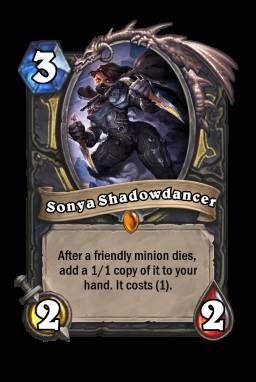 3
Sonya Shadowdancer
After a friendly minion dies,
add a 1/1 copy of it to your
hand. It costs (1).
2
2